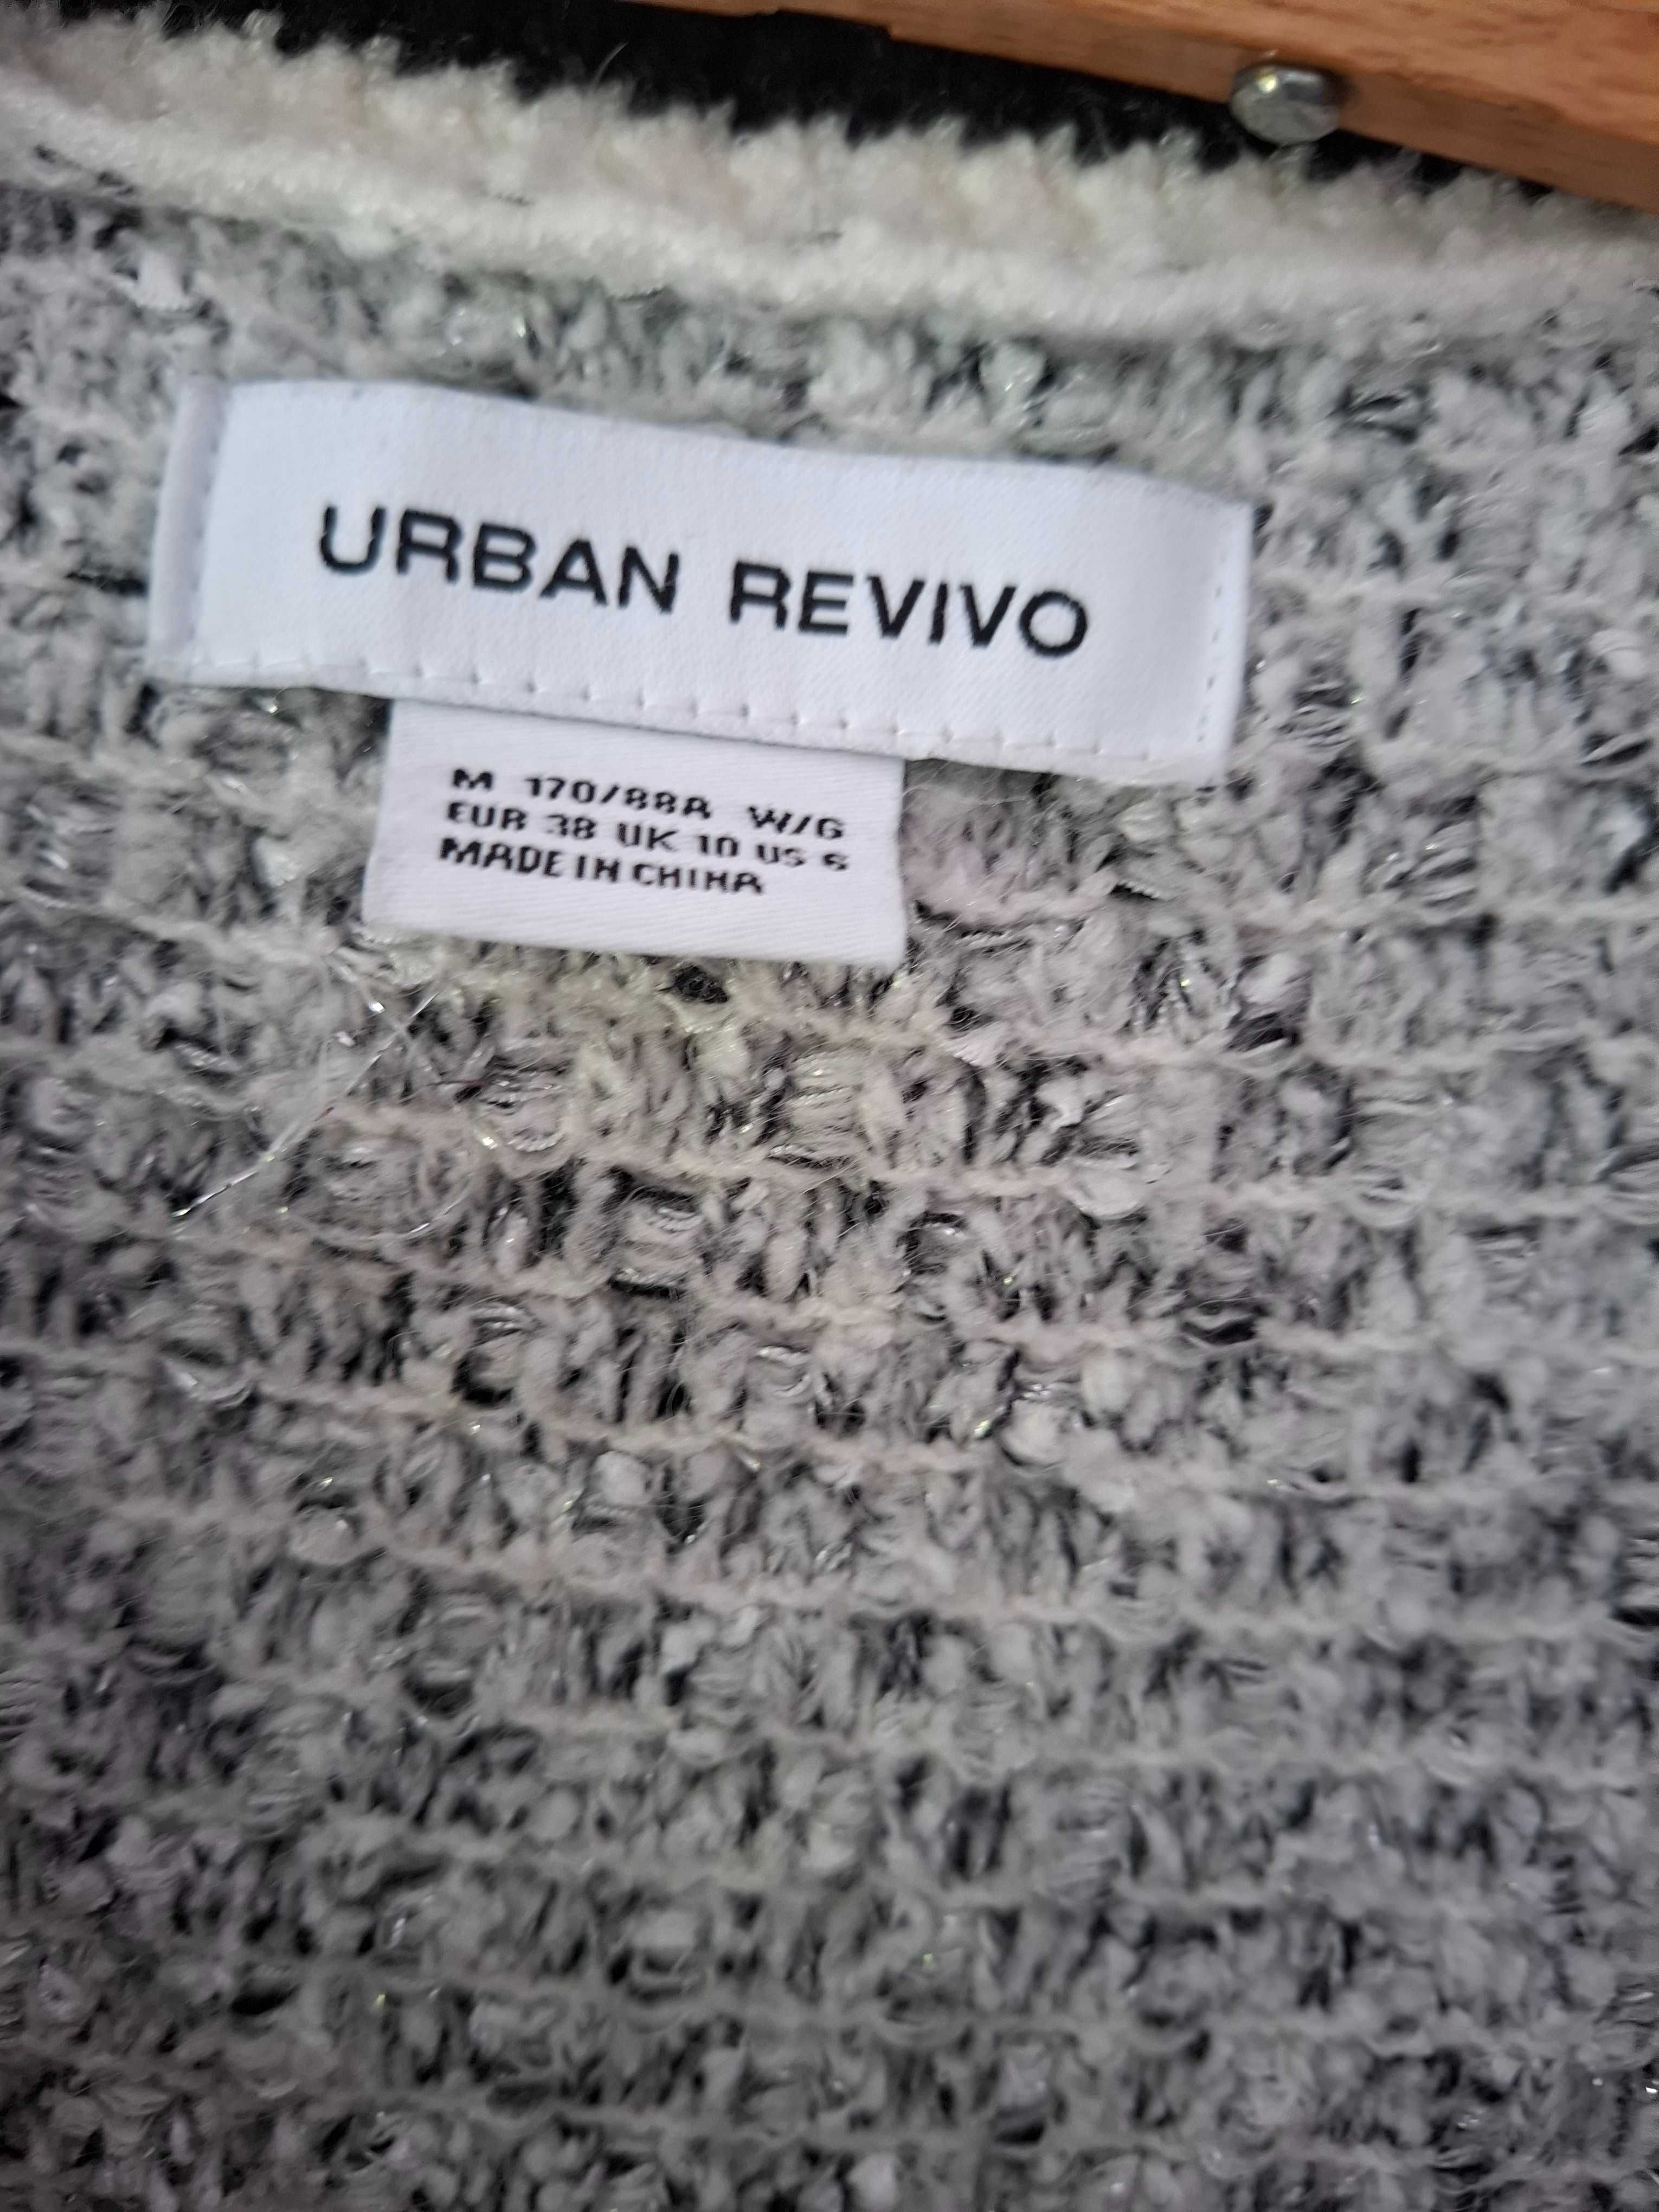 URBAN REVIVO
M 170/88A W/G
EUR 38 UK 10 US 6
MADE IN CHINA